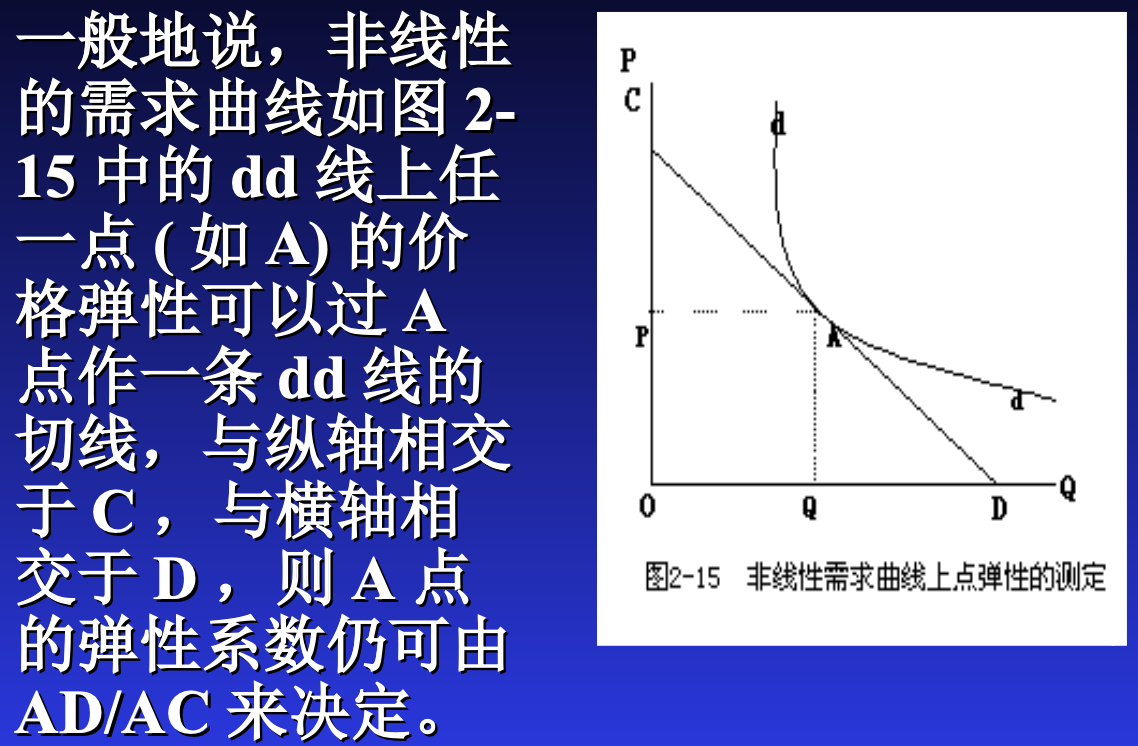 一般地说，非线性
的需求曲线如图 2-
15 中的 dd 线上任
一点 ( 如 A) 的价
格弹性可以过 A
点作一条 dd 线的
切线，与纵轴相交
于 C ，与横轴相
交于 D ，则 A 点
的弹性系数仍可由
AD/AC 来决定。
P
C
d
P
A
d
O
Q
D
Q
图2-15 非线性需求曲线上点弹性的测定